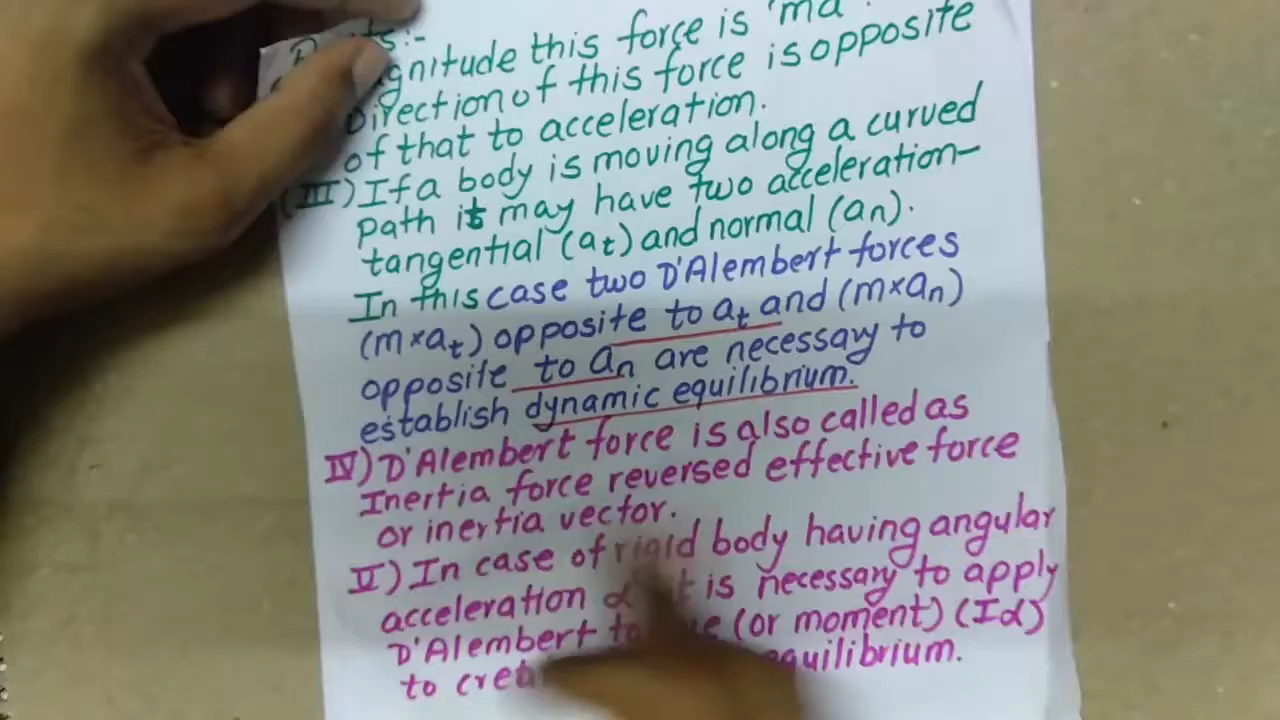 this force is 'ma'.
Direction of this force is opposite
of that to acceleration.
(III) If a body is moving along a curved
path it may have two acceleration-
tangential (at) and normal (an).
In this case two D'Alembert forces
(m×at) opposite to at and (m×an)
opposite to an are necessary to
establish dynamic equilibrium.
IV) D'Alembert force is also called as
Inertia force reversed effective force
or inertia vector.
V) In case of rigid body having angular
acceleration α is necessary to apply
D'Alembert (or moment) (Iα)
to equilibrium.